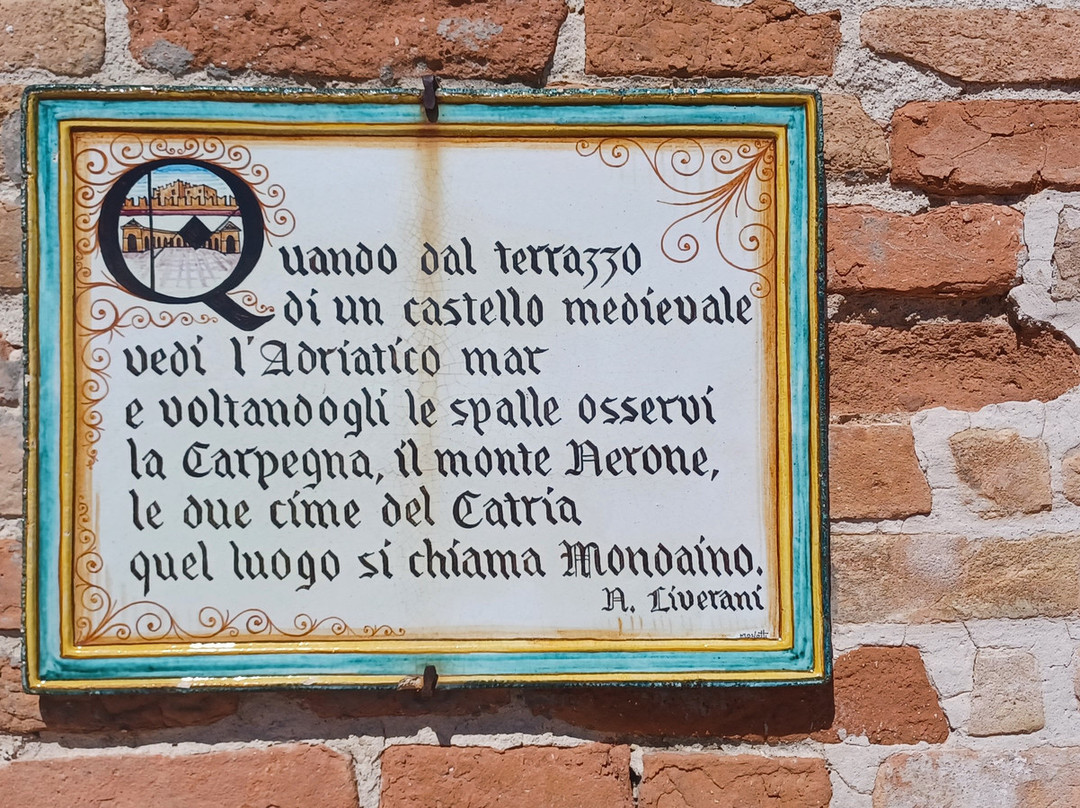 Quando dal terrazzo
di un castello medievale
vedi l'Adriatico mar
e voltandogli le spalle osservi
la Carpegna, il monte Nerone,
le due cime del Catria
quel luogo si chiama Mondaino.
N. Liverani